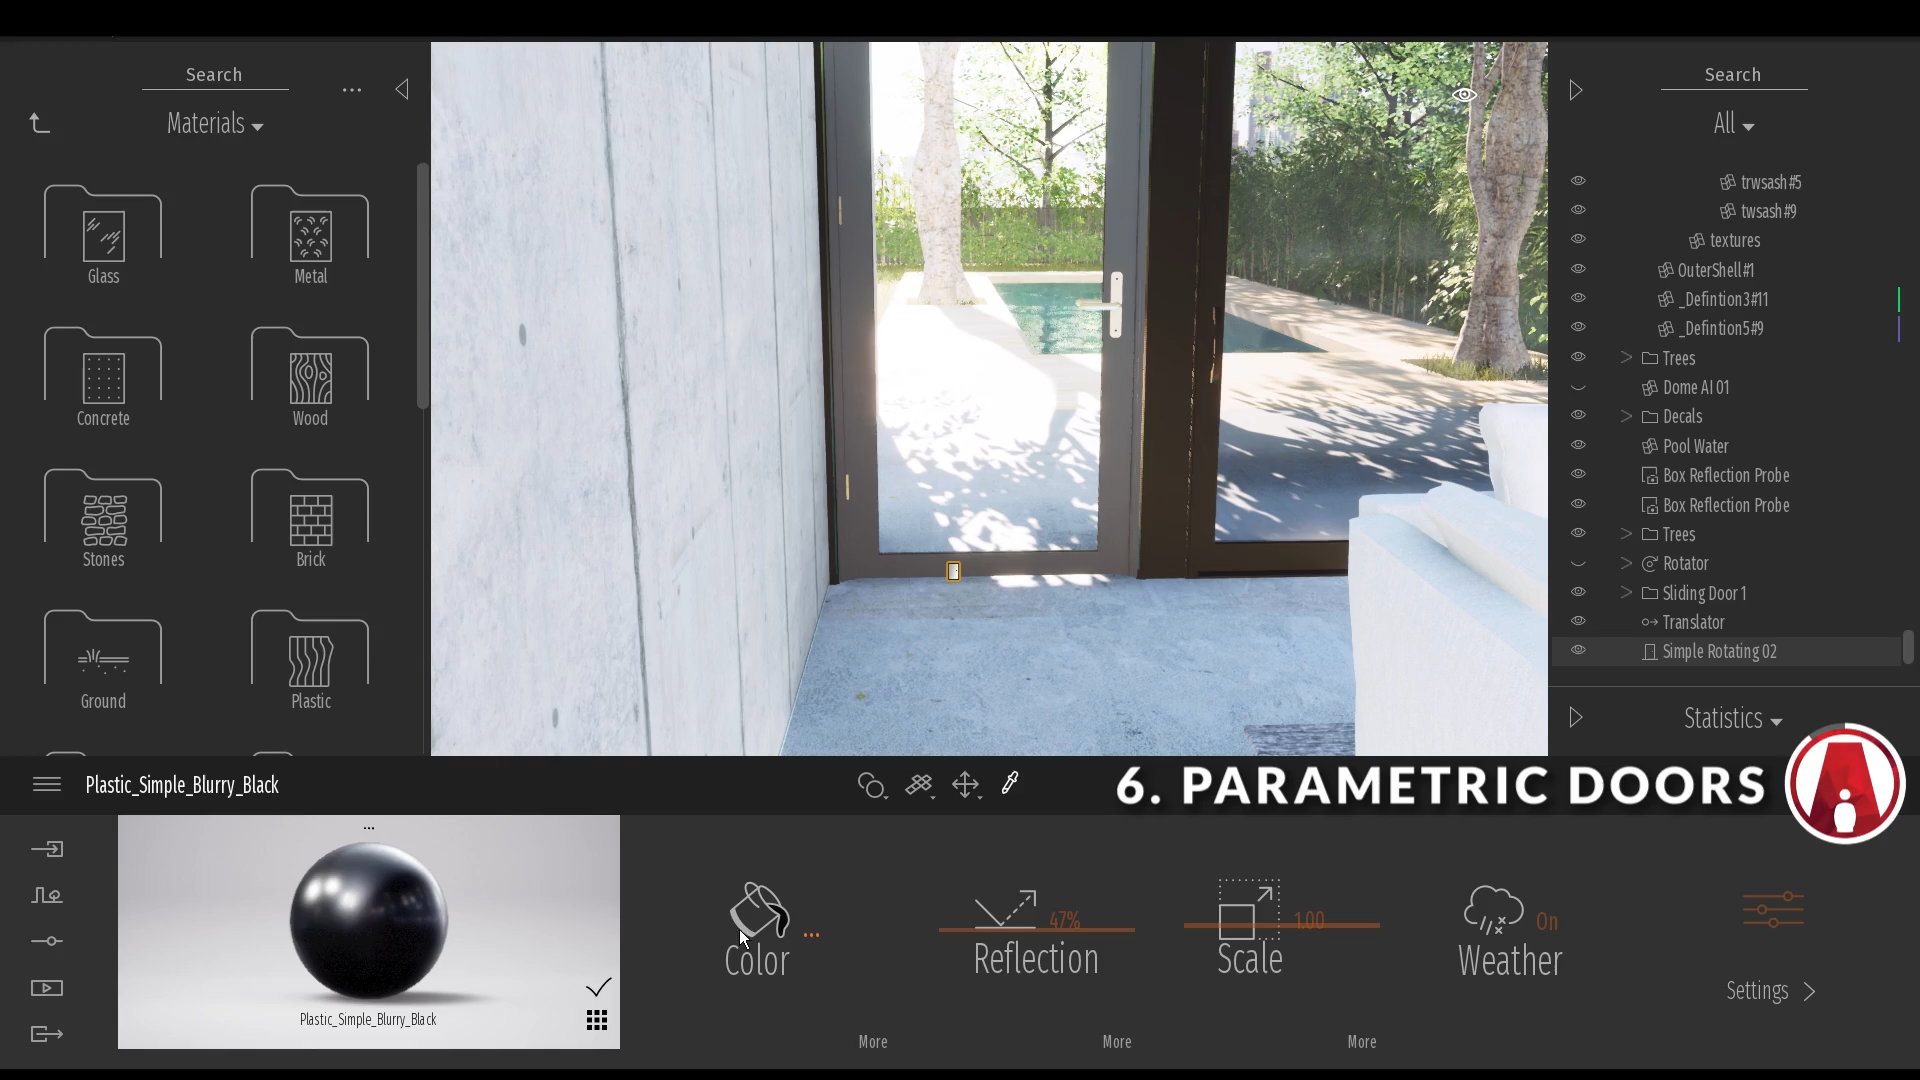 Search
...
Materials
Glass
Metal
Concrete
Wood
Stones
Brick
Ground
Plastic
Search
All
trwsash#5
twsash#9
textures
OuterShell#1
_Defintion3#11
_Defintion5#9
Trees
Dome AI 01
Decals
Pool Water
Box Reflection Probe
Box Reflection Probe
Trees
Rotator
Sliding Door 1
Translator
Simple Rotating 02
Statistics
Plastic_Simple_Blurry_Black
6. PARAMETRIC DOORS
...
Plastic_Simple_Blurry_Black
Color
...
More
47%
Reflection
More
1.00
Scale
More
On
Weather
Settings